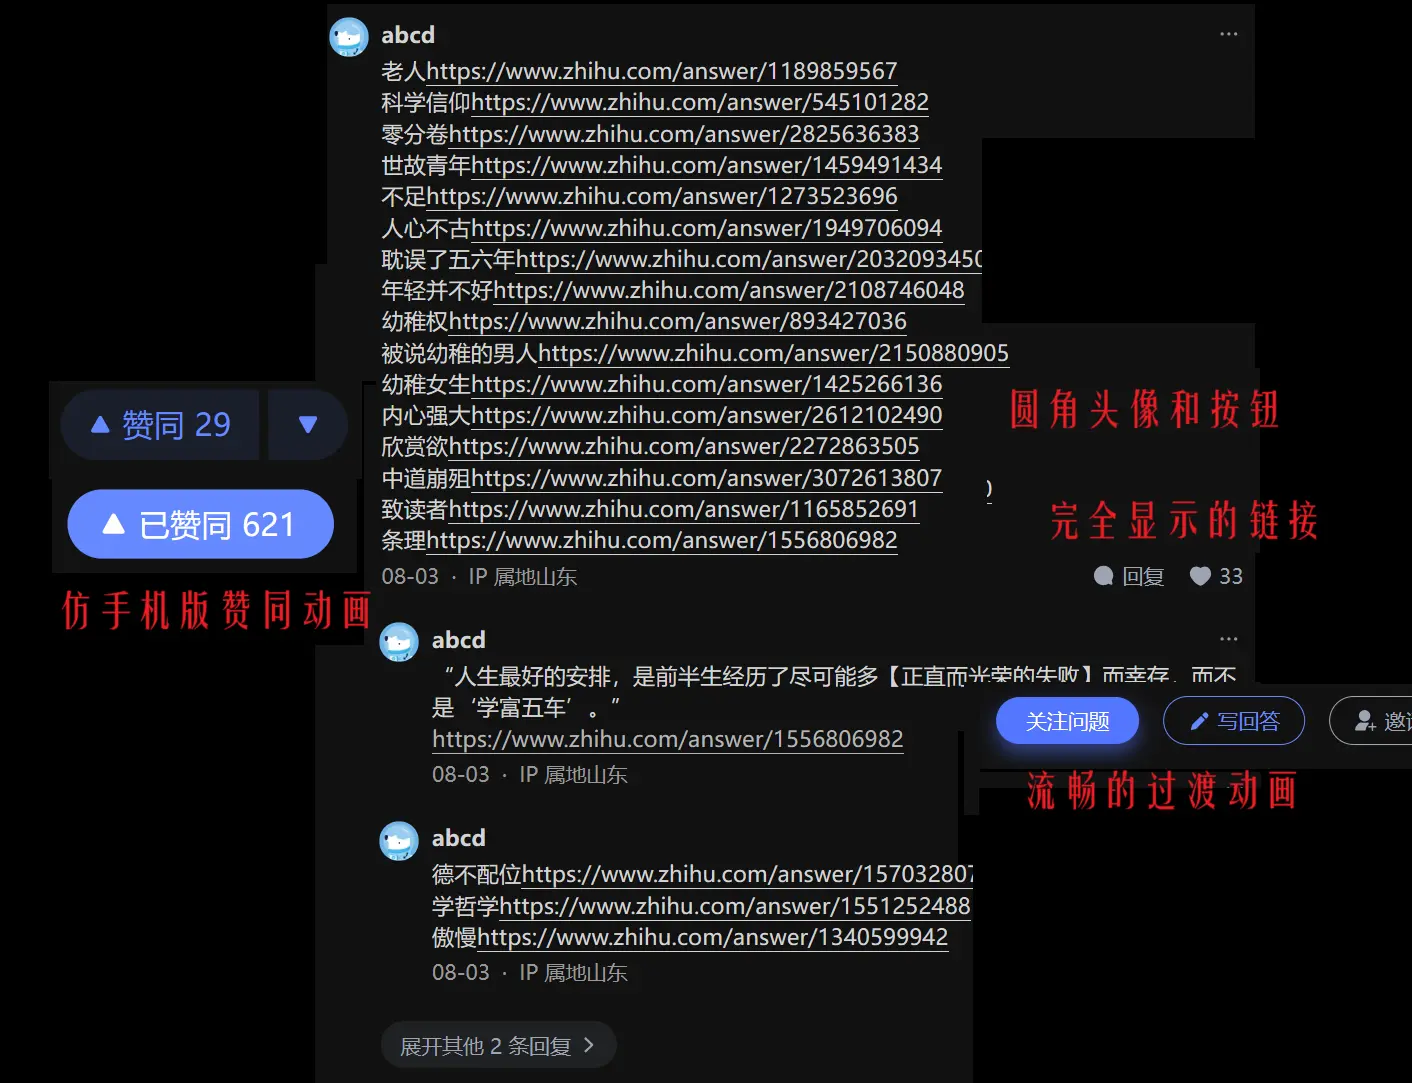 abcd
老人https://www.zhihu.com/answer/1189859567
科学信仰https://www.zhihu.com/answer/545101282
零分卷https://www.zhihu.com/answer/2825636383
世故青年https://www.zhihu.com/answer/1459491434
不足https://www.zhihu.com/answer/1273523696
人心不古https://www.zhihu.com/answer/1949706094
耽误了五六年https://www.zhihu.com/answer/2032093450
年轻并不好https://www.zhihu.com/answer/2108746048
幼稚权https://www.zhihu.com/answer/893427036
被说幼稚的男人https://www.zhihu.com/answer/2150880905
幼稚女生https://www.zhihu.com/answer/1425266136
内心强大https://www.zhihu.com/answer/2612102490
欣赏欲https://www.zhihu.com/answer/2272863505
中道崩殂https://www.zhihu.com/answer/3072613807
致读者https://www.zhihu.com/answer/1165852691
条理https://www.zhihu.com/answer/1556806982
08-03 · IP 属地山东
回复 33
赞同 29
已赞同 621
仿手机版赞同动画
圆角头像和按钮
完全显示的链接
abcd
“人生最好的安排，是前半生经历了尽可能多【正直而光荣的失败】而幸存，而不
是‘学富五车’。”
https://www.zhihu.com/answer/1556806982
08-03 · IP 属地山东
关注问题
写回答
邀
流畅的过渡动画
abcd
德不配位https://www.zhihu.com/answer/157032807
学哲学https://www.zhihu.com/answer/1551252488
傲慢https://www.zhihu.com/answer/1340599942
08-03 · IP 属地山东
展开其他 2 条回复